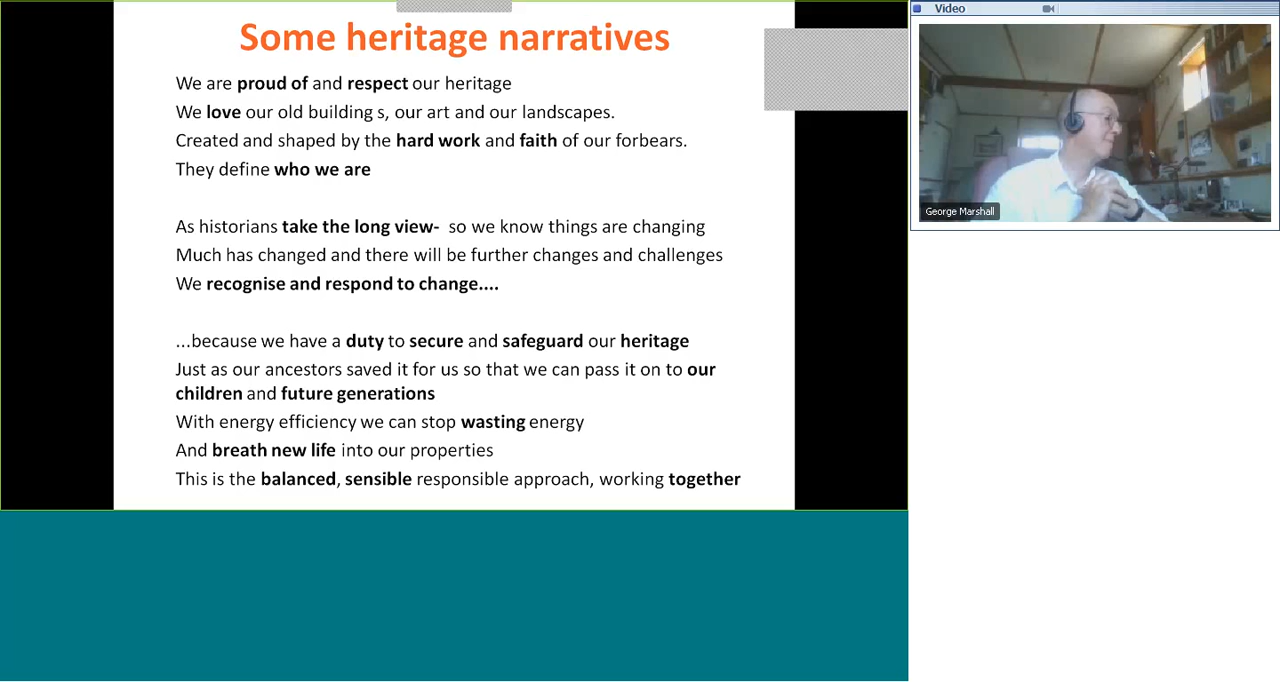 Some heritage narratives
We are proud of and respect our heritage
We love our old building s, our art and our landscapes.
Created and shaped by the hard work and faith of our forbears.
They define who we are
As historians take the long view-  so we know things are changing
Much has changed and there will be further changes and challenges
We recognise and respond to change....
...because we have a duty to secure and safeguard our heritage
Just as our ancestors saved it for us so that we can pass it on to our
children and future generations
With energy efficiency we can stop wasting energy
And breath new life into our properties
This is the balanced, sensible responsible approach, working together
Video
George Marshall